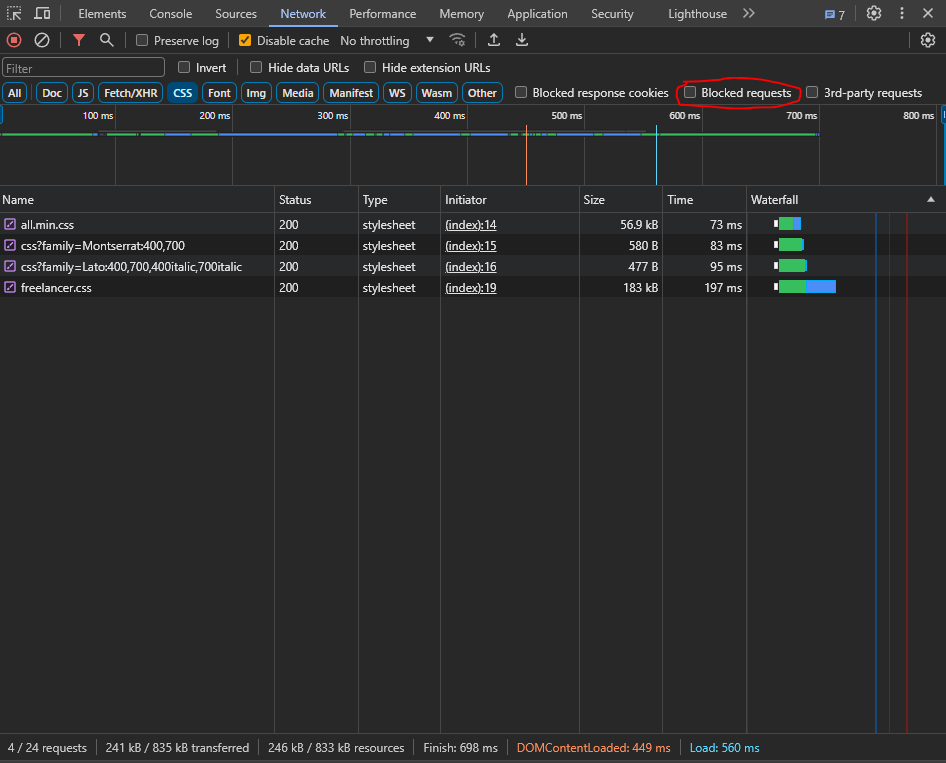 Elements Console Sources Network Performance Memory Application Security Lighthouse 7
Preserve log Disable cache No throttling
Filter Invert Hide data URLs Hide extension URLs
All Doc JS Fetch/XHR CSS Font Img Media Manifest WS Wasm Other Blocked response cookies Blocked requests 3rd-party requests
100 ms 200 ms 300 ms 400 ms 500 ms 600 ms 700 ms 800 ms
Name Status Type Initiator Size Time Waterfall
all.min.css 200 stylesheet (index):14 56.9 kB 73 ms
css?family=Montserrat:400,700 200 stylesheet (index):15 580 B 83 ms
css?family=Lato:400,700,400italic,700italic 200 stylesheet (index):16 477 B 95 ms
freelancer.css 200 stylesheet (index):19 183 kB 197 ms
4 / 24 requests 241 kB / 835 kB transferred 246 kB / 833 kB resources Finish: 698 ms DOMContentLoaded: 449 ms Load: 560 ms